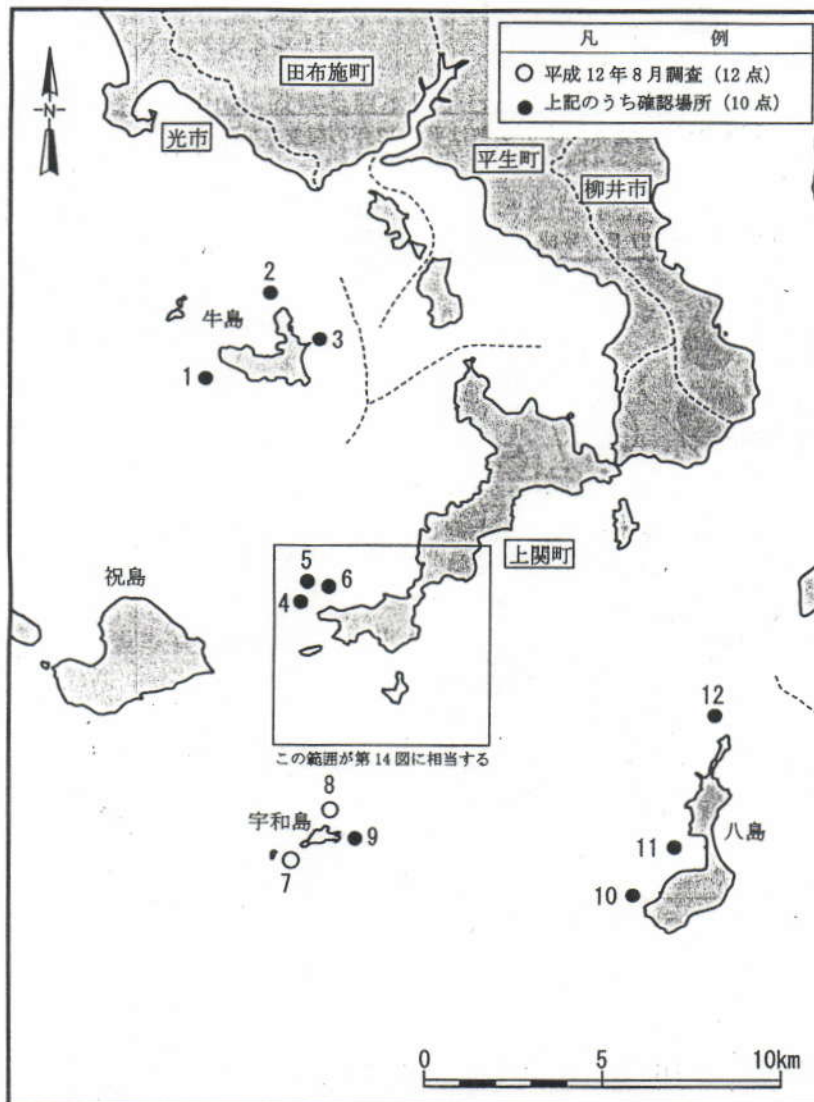 凡 例
○ 平成12年8月調査 (12点)
● 上記のうち確認場所 (10点)
田布施町
N
光市
平生町
柳井市
2
牛島
3
1
上関町
祝島
5
6
4
12
この範囲が第14図に相当する
8
宇和島
9
7
11
八島
10
0 5 10km